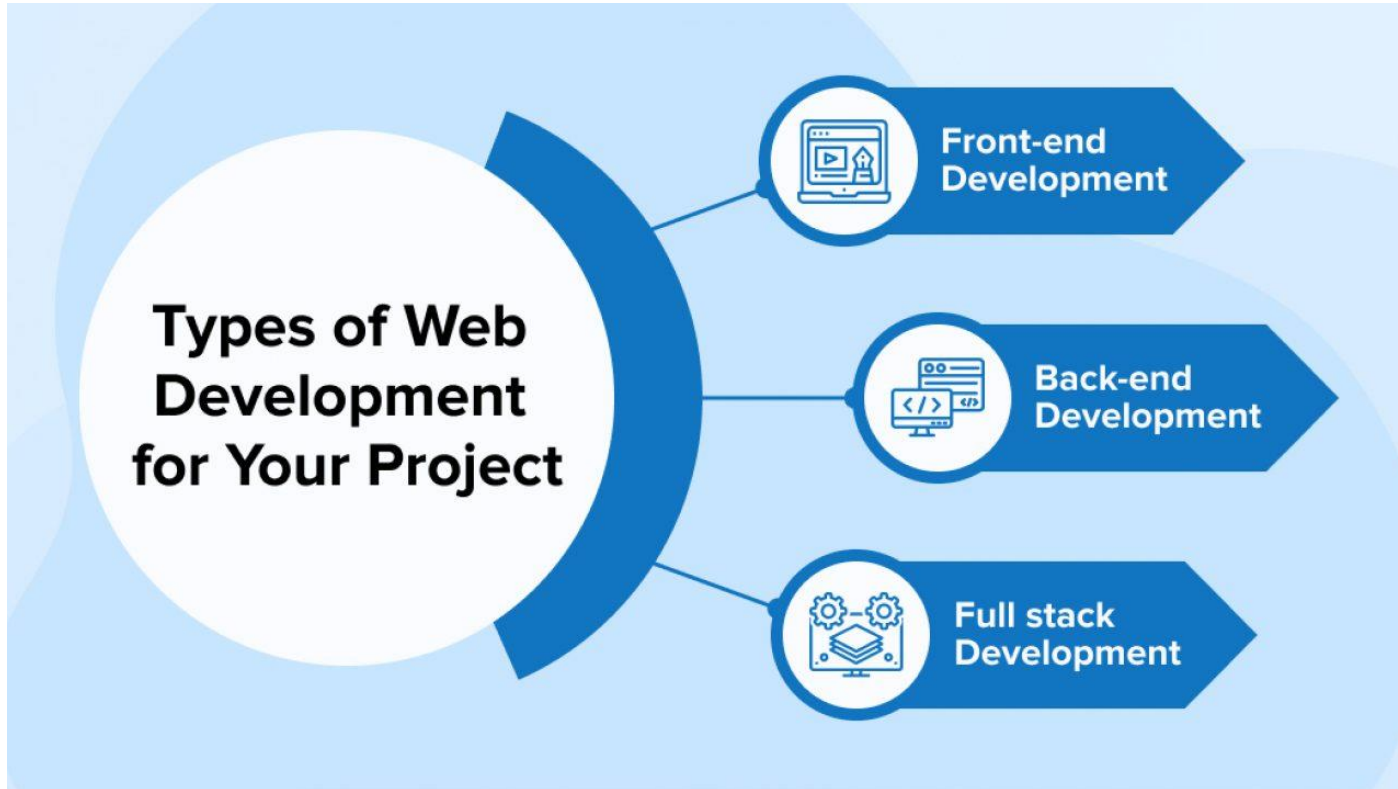 Types of Web
Development
for Your Project
Front-end
Development
Back-end
Development
Full stack
Development